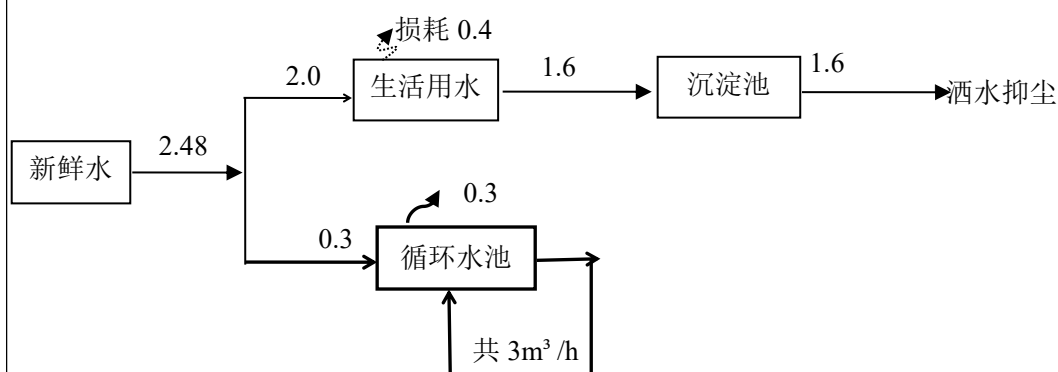 损耗 0.4
2.0
生活用水
1.6
沉淀池
1.6
洒水抑尘
新鲜水
2.48
0.3
0.3
循环水池
共 3m³ /h